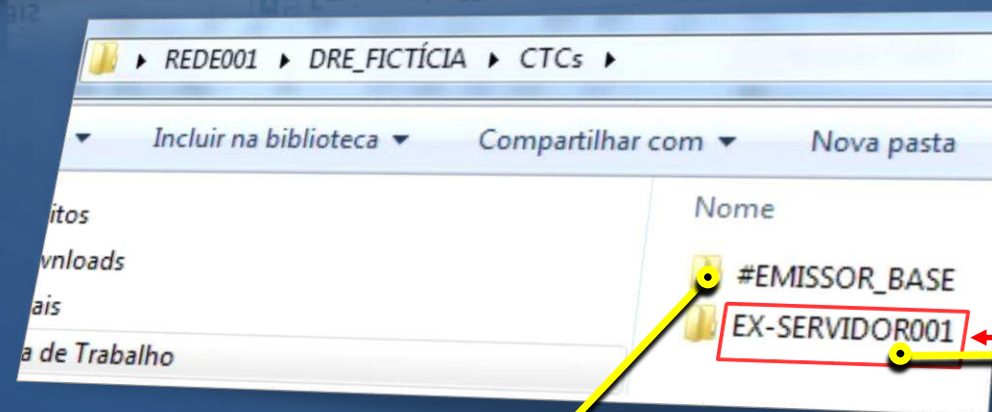 REDE001 DRE_FICTÍCIA CTCs
Incluir na biblioteca Compartilhar com Nova pasta
Nome
itos
wnloads
ais
a de Trabalho
#EMISSOR_BASE
EX-SERVIDOR001